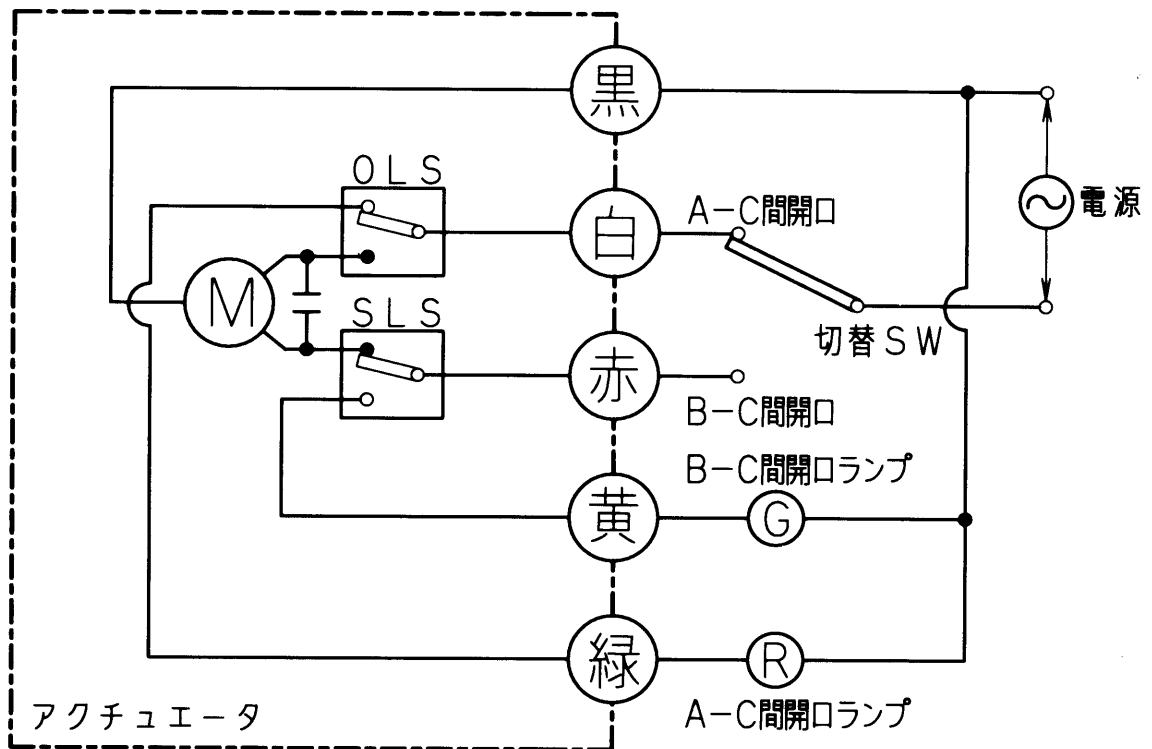 黒
OLS
白
A-C間開口
電源
M
SLS
切替SW
赤
B-C間開口
B-C間開口ランプ
黄
G
緑
R
A-C間開口ランプ
アクチュエータ